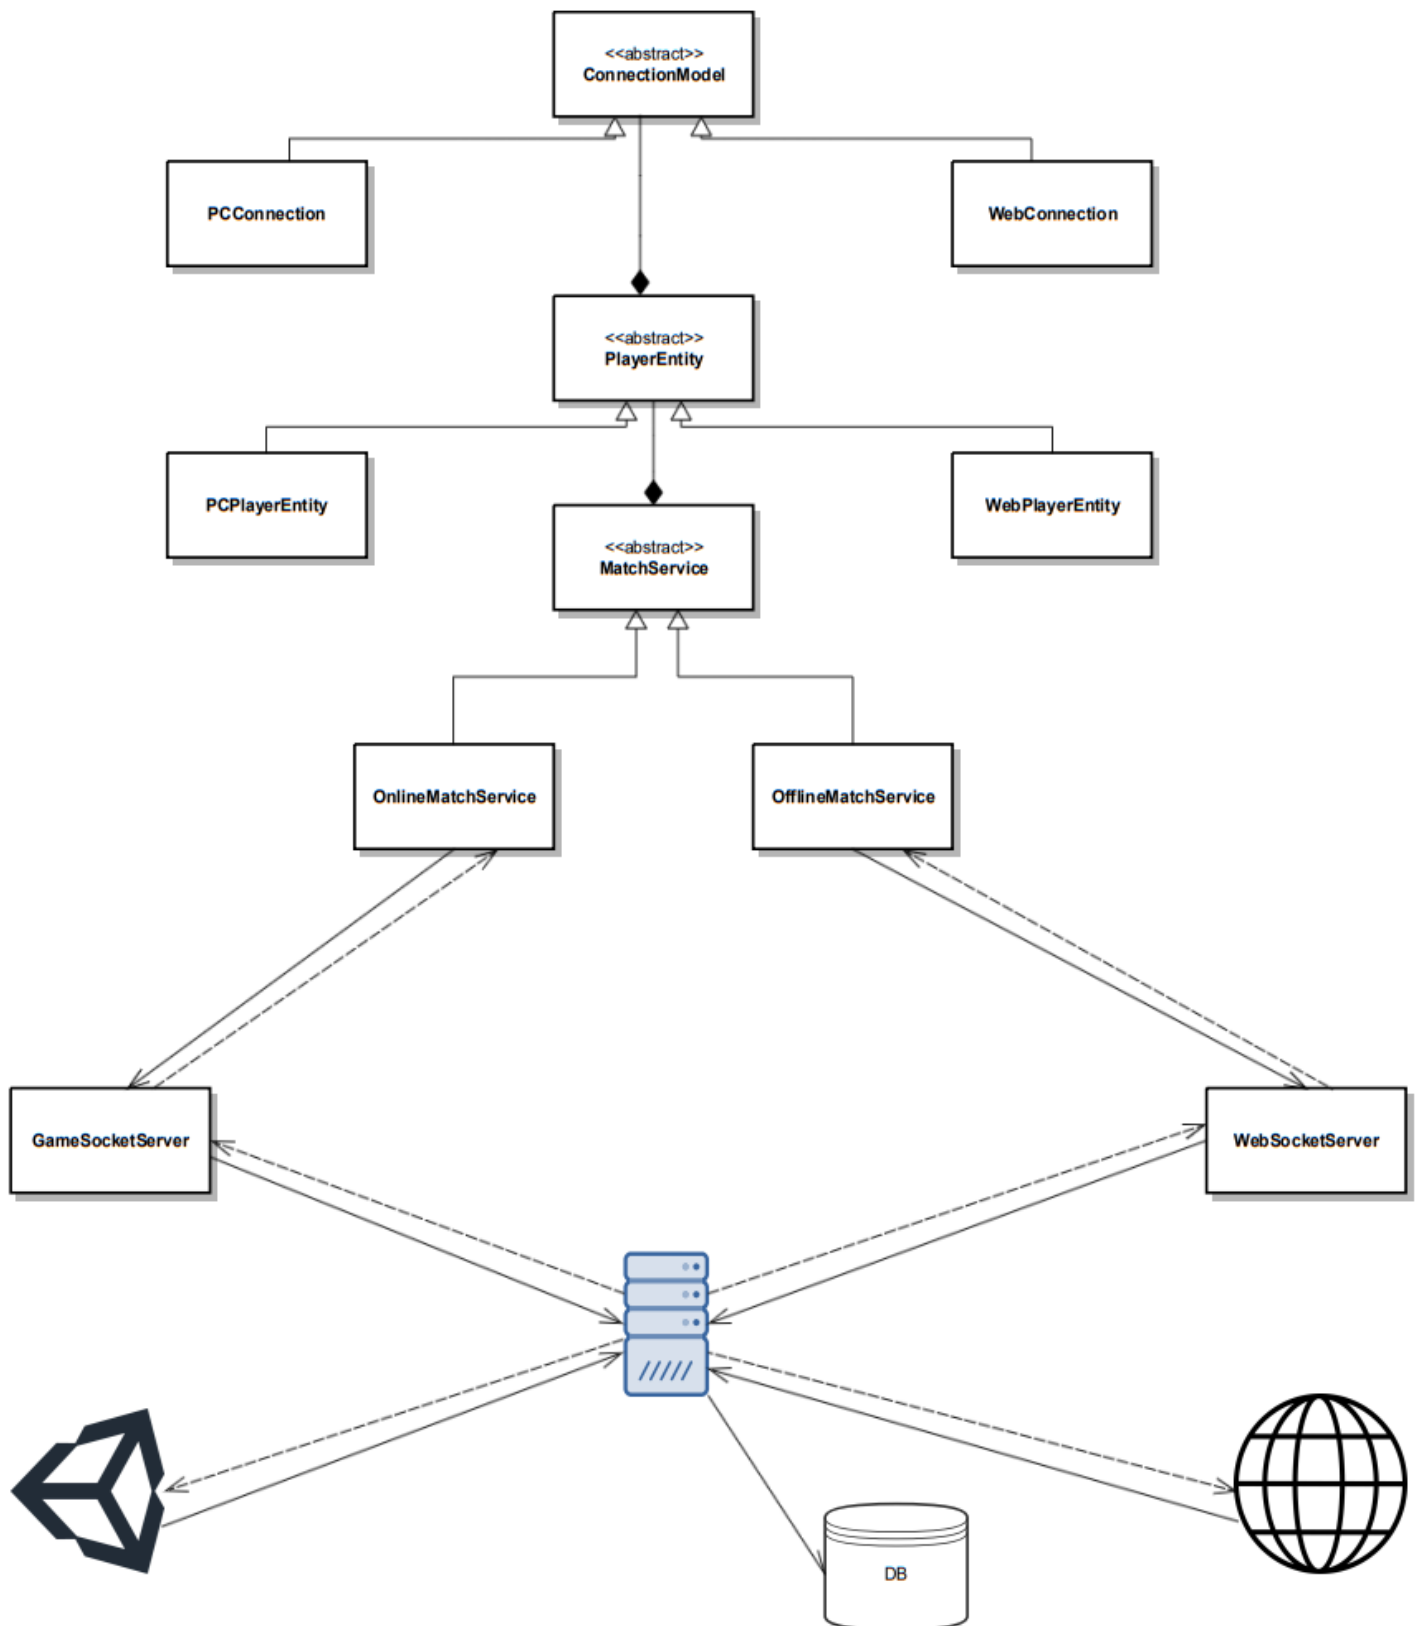 <<abstract>>
ConnectionModel
PCConnection
WebConnection
<<abstract>>
PlayerEntity
PCPlayerEntity
WebPlayerEntity
<<abstract>>
MatchService
OnlineMatchService
OfflineMatchService
GameSocketServer
WebSocketServer
DB